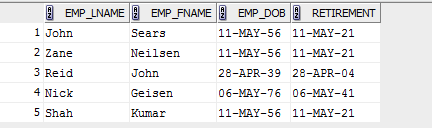 EMP_LNAME EMP_FNAME EMP_DOB RETIREMENT
1 John Sears 11-MAY-56 11-MAY-21
2 Zane Neilsen 11-MAY-56 11-MAY-21
3 Reid John 28-APR-39 28-APR-04
4 Nick Geisen 06-MAY-76 06-MAY-41
5 Shah Kumar 11-MAY-56 11-MAY-21